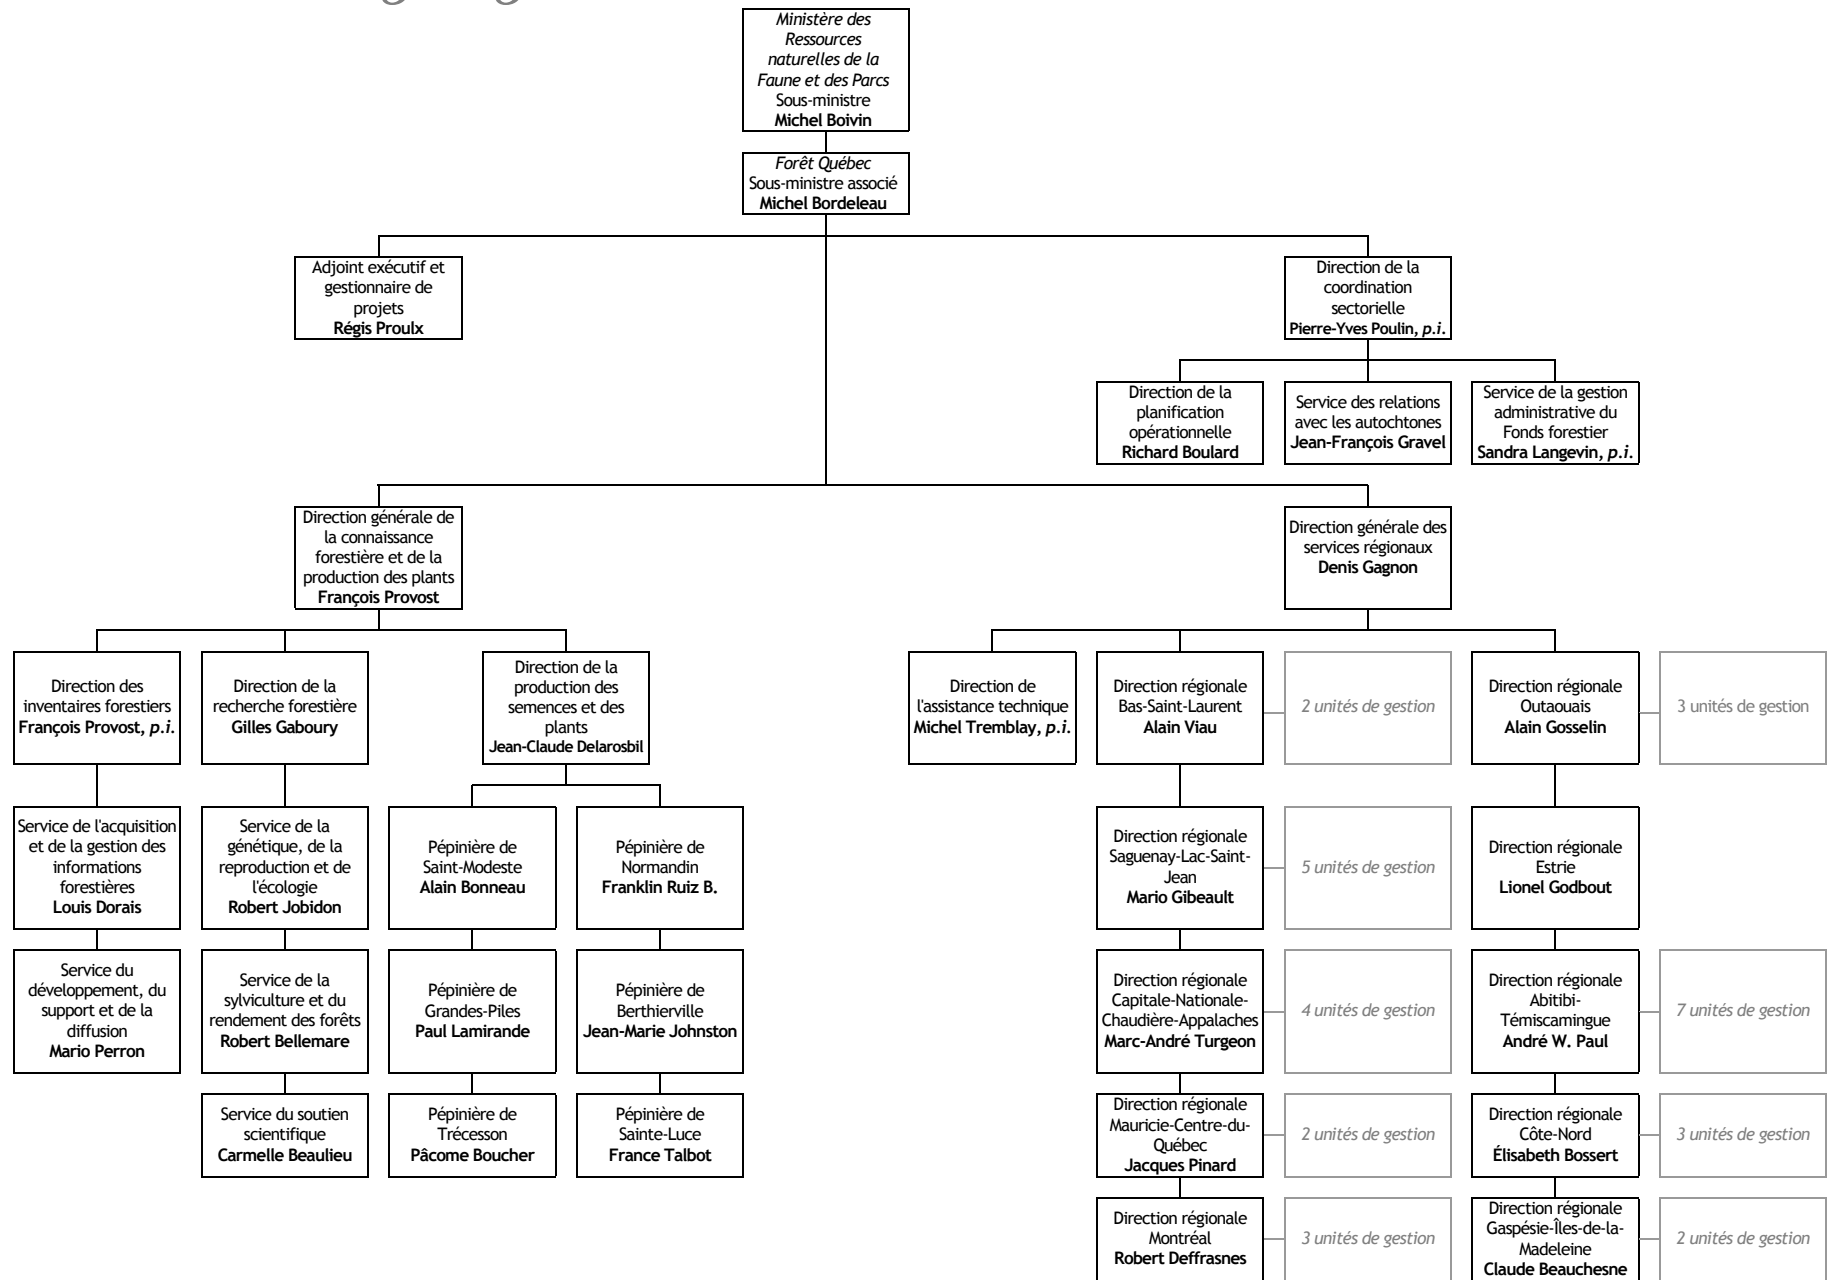 Ministère des
Ressources
naturelles de la
Faune et des Parcs
Sous-ministre
Michel Boivin
Forêt Québec
Sous-ministre associé
Michel Bordeleau
Adjoint exécutif et
gestionnaire de
projets
Régis Proulx
Direction de la
coordination
sectorielle
Pierre-Yves Poulin, p.i.
Direction de la
planification
opérationnelle
Richard Boulard
Service des relations
avec les autochtones
Jean-François Gravel
Service de la gestion
administrative du
Fonds forestier
Sandra Langevin, p.i.
Direction générale de
la connaissance
forestière et de la
production des plants
François Provost
Direction générale des
services régionaux
Denis Gagnon
Direction des
inventaires forestiers
François Provost, p.i.
Direction de la
recherche forestière
Gilles Gaboury
Direction de la
production des
semences et des
plants
Jean-Claude Delarosbil
Direction de
l'assistance technique
Michel Tremblay, p.i.
Direction régionale
Bas-Saint-Laurent
Alain Viau
2 unités de gestion
Direction régionale
Outaouais
Alain Gosselin
3 unités de gestion
Service de l'acquisition
et de la gestion des
informations
forestières
Louis Dorais
Service de la
génétique, de la
reproduction et de
l'écologie
Robert Jobidon
Pépinière de
Saint-Modeste
Alain Bonneau
Pépinière de
Normandin
Franklin Ruiz B.
Direction régionale
Saguenay-Lac-Saint-
Jean
Mario Gibeault
5 unités de gestion
Direction régionale
Estrie
Lionel Godbout
Service du
développement, du
support et de la
diffusion
Mario Perron
Service de la
sylviculture et du
rendement des forêts
Robert Bellemare
Pépinière de
Grandes-Piles
Paul Lamirande
Pépinière de
Berthierville
Jean-Marie Johnston
Direction régionale
Capitale-Nationale-
Chaudière-Appalaches
Marc-André Turgeon
4 unités de gestion
Direction régionale
Abitibi-
Témiscamingue
André W. Paul
7 unités de gestion
Service du soutien
scientifique
Carmelle Beaulieu
Pépinière de
Trécesson
Pâcome Boucher
Pépinière de
Sainte-Luce
France Talbot
Direction régionale
Mauricie-Centre-du-
Québec
Jacques Pinard
2 unités de gestion
Direction régionale
Côte-Nord
Élisabeth Bossert
3 unités de gestion
Direction régionale
Montréal
Robert Deffrasnes
3 unités de gestion
Direction régionale
Gaspésie-Îles-de-la-
Madeleine
Claude Beauchesne
2 unités de gestion